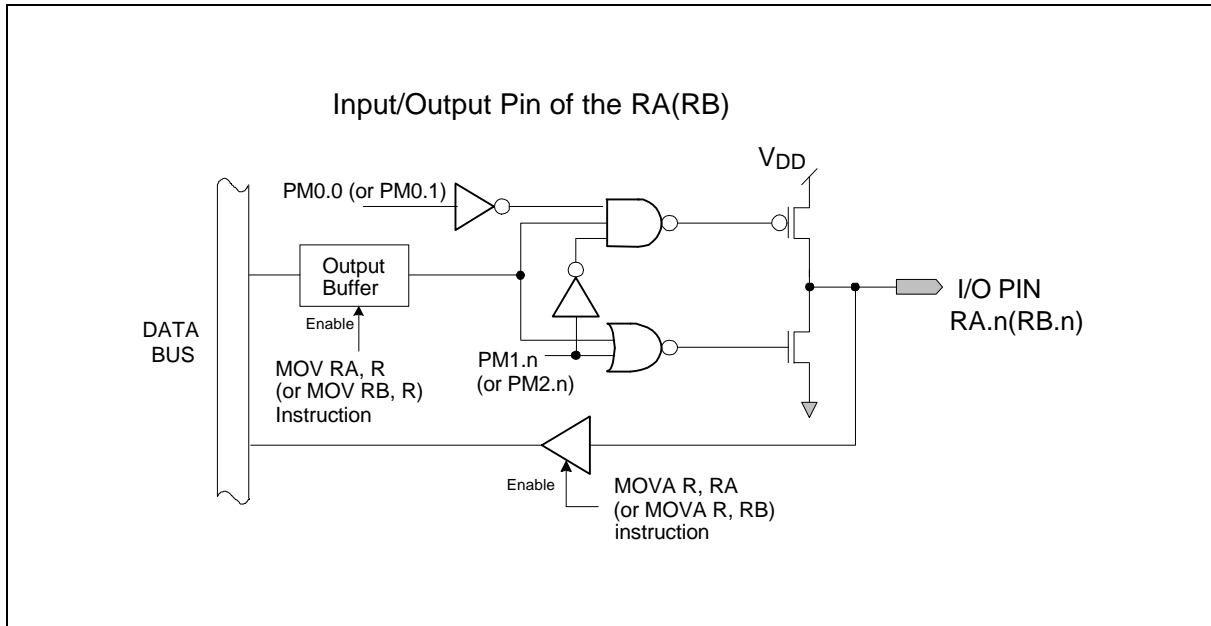 Input/Output Pin of the RA(RB)
VDD
PM0.0 (or PM0.1)
Output
Buffer
Enable
I/O PIN
RA.n(RB.n)
DATA
BUS
MOV RA, R
(or MOV RB, R)
Instruction
PM1.n
(or PM2.n)
Enable
MOVA R, RA
(or MOVA R, RB)
instruction